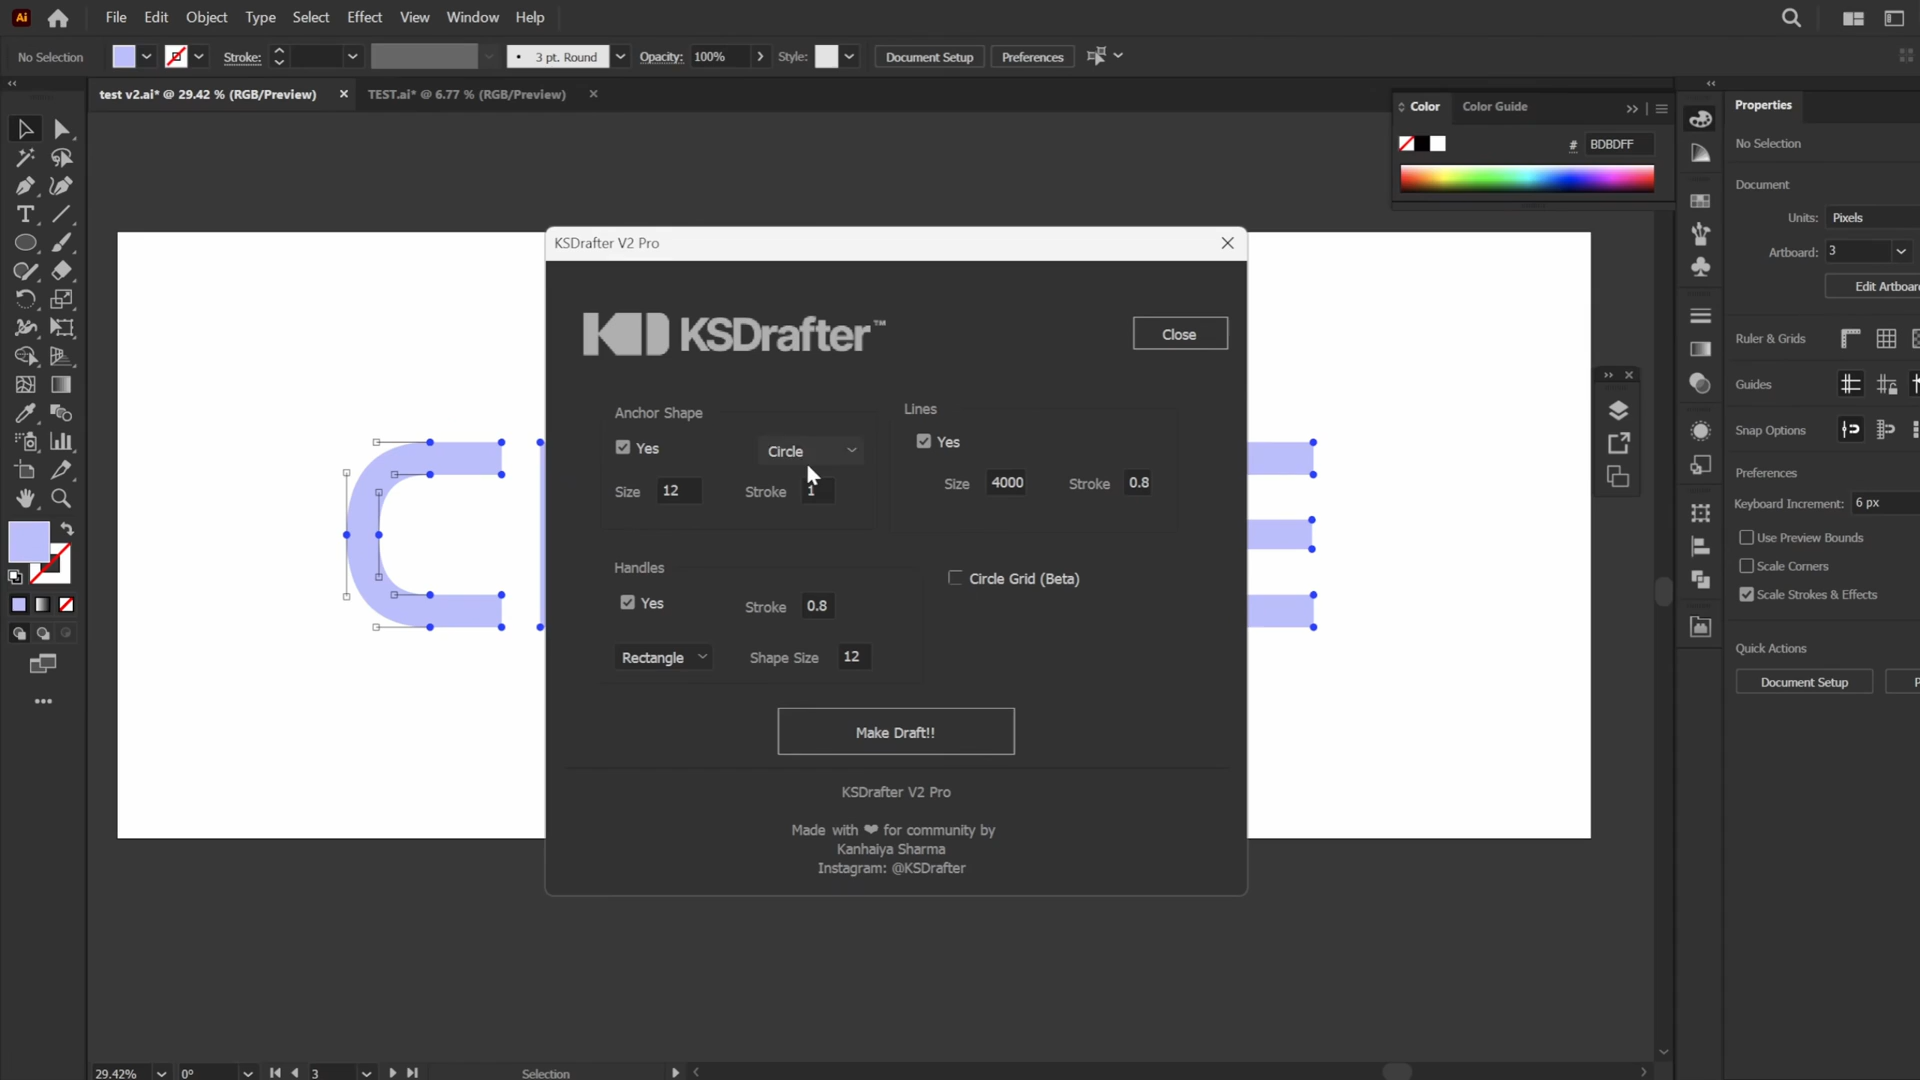 Ai File Edit Object Type Select Effect View Window Help
No Selection Stroke: 3 pt. Round Opacity: 100% Style: Document Setup Preferences
test v2.ai* @ 29.42 % (RGB/Preview) TEST.ai* @ 6.77 % (RGB/Preview)
Color Color Guide
# BDBDFF
Properties
No Selection
Document
Units: Pixels
Artboard: 3
Edit Artboar
Ruler & Grids
Guides
Snap Options
Preferences
Keyboard Increment: 6 px
Use Preview Bounds
Scale Corners
Scale Strokes & Effects
Quick Actions
Document Setup P
KSDrafter V2 Pro
KD KSDrafter™
Close
Anchor Shape
Yes Circle
Size 12 Stroke 1
Lines
Yes
Size 4000 Stroke 0.8
Handles
Yes Stroke 0.8
Rectangle Shape Size 12
Circle Grid (Beta)
Make Draft!!
KSDrafter V2 Pro
Made with ❤ for community by
Kanhaiya Sharma
Instagram: @KSDrafter
29.42% 0° 3 Selection